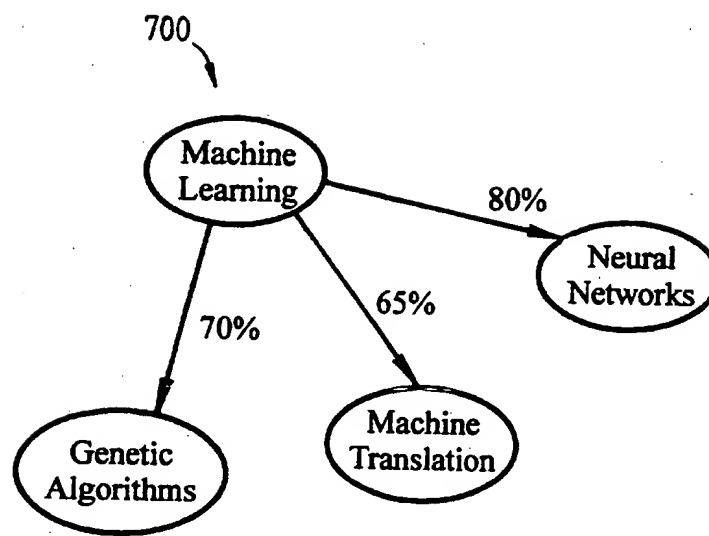 700
Machine
Learning
80%
Neural
Networks
65%
70%
Machine
Translation
Genetic
Algorithms